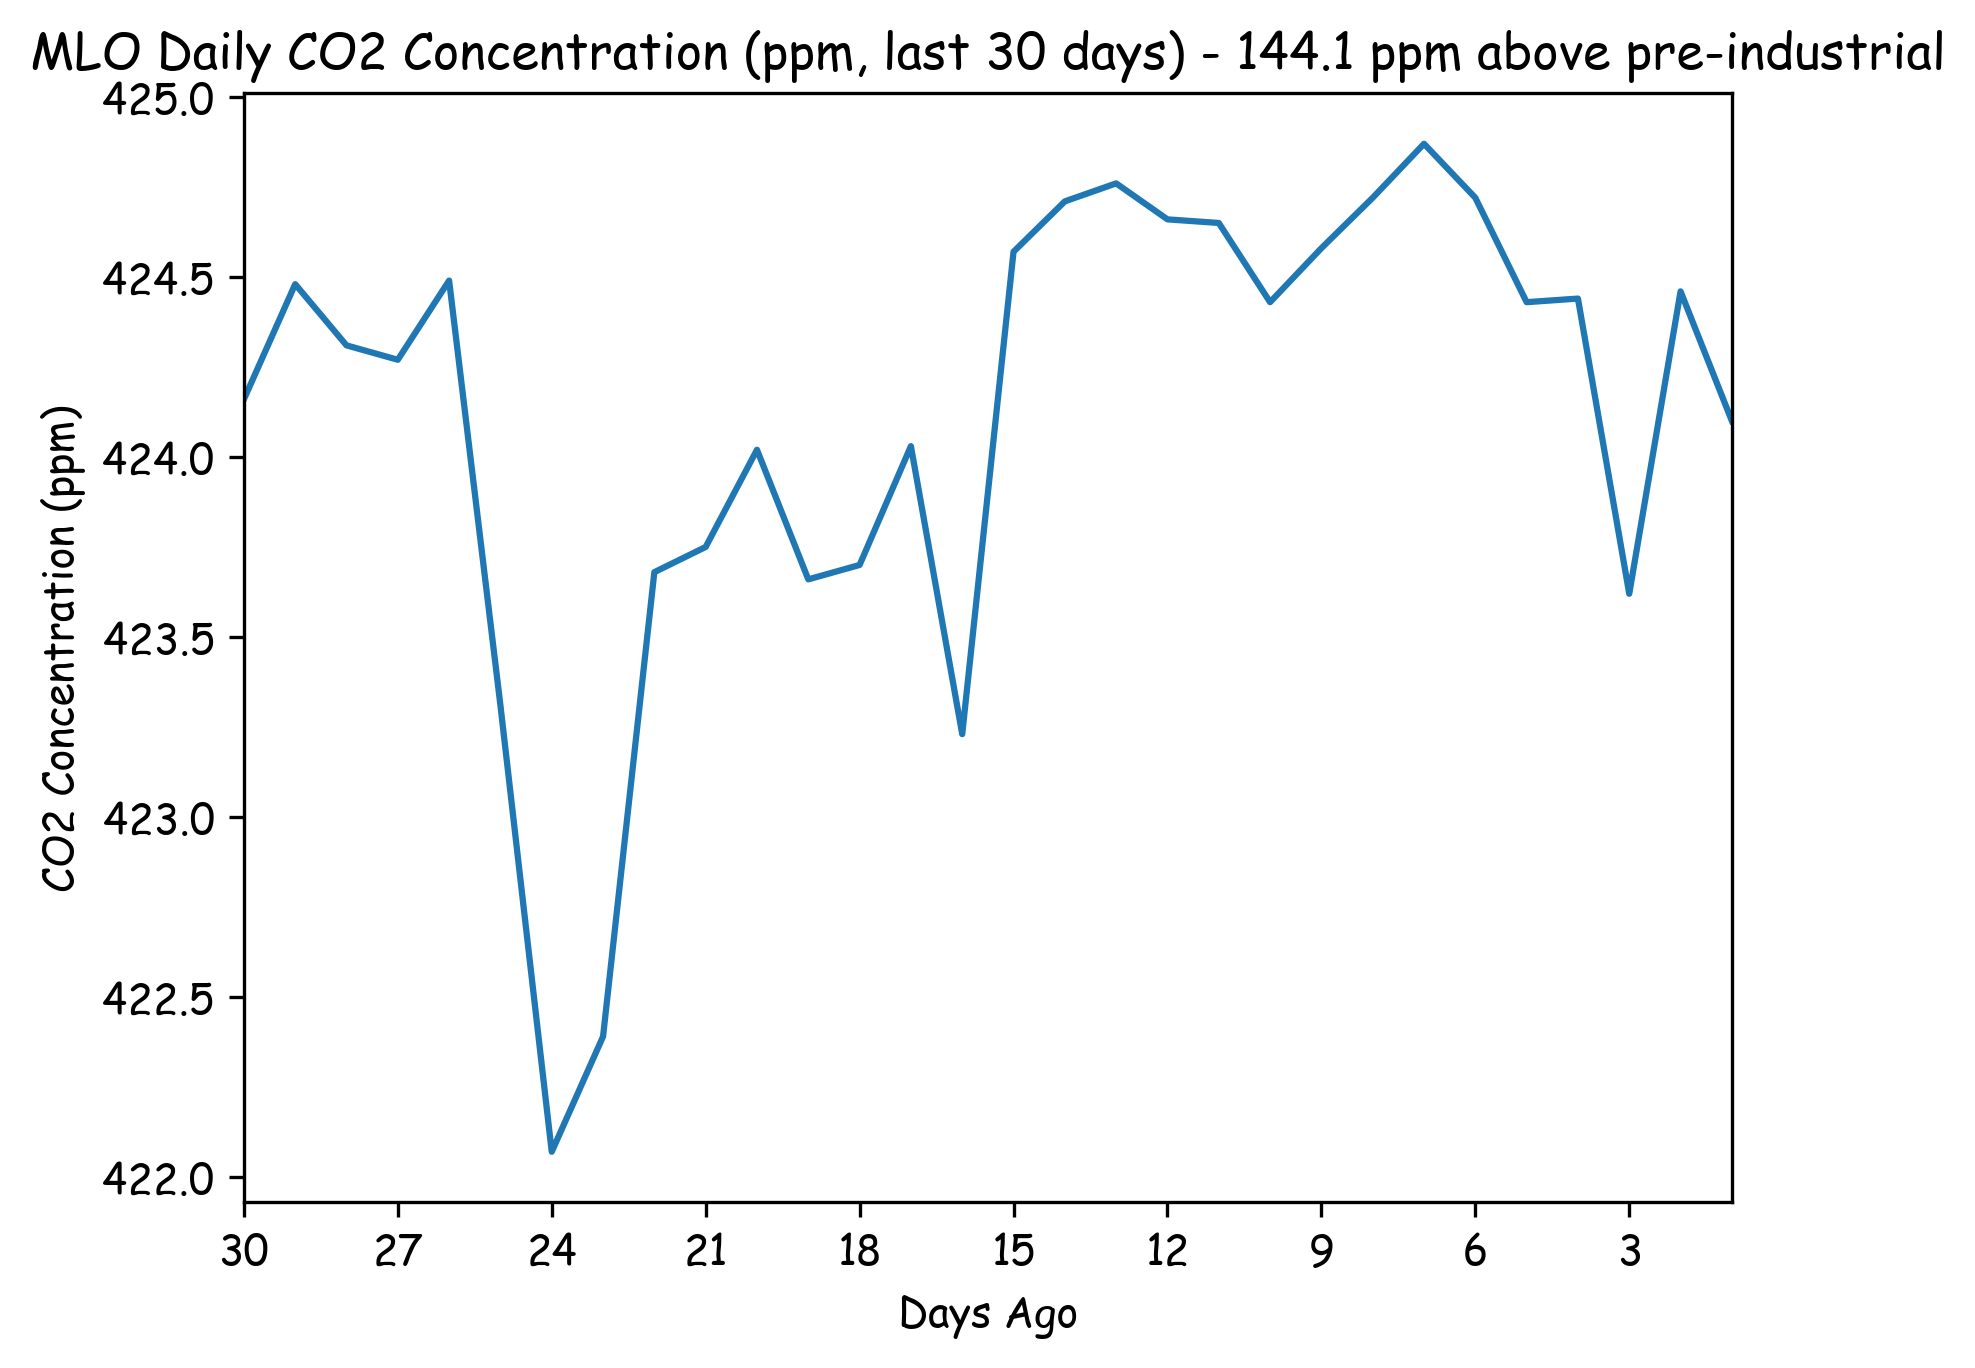 MLO Daily CO2 Concentration (ppm, last 30 days) - 144.1 ppm above pre-industrial
425.0
424.5
424.0
423.5
423.0
422.5
422.0
CO2 Concentration (ppm)
30 27 24 21 18 15 12 9 6 3
Days Ago